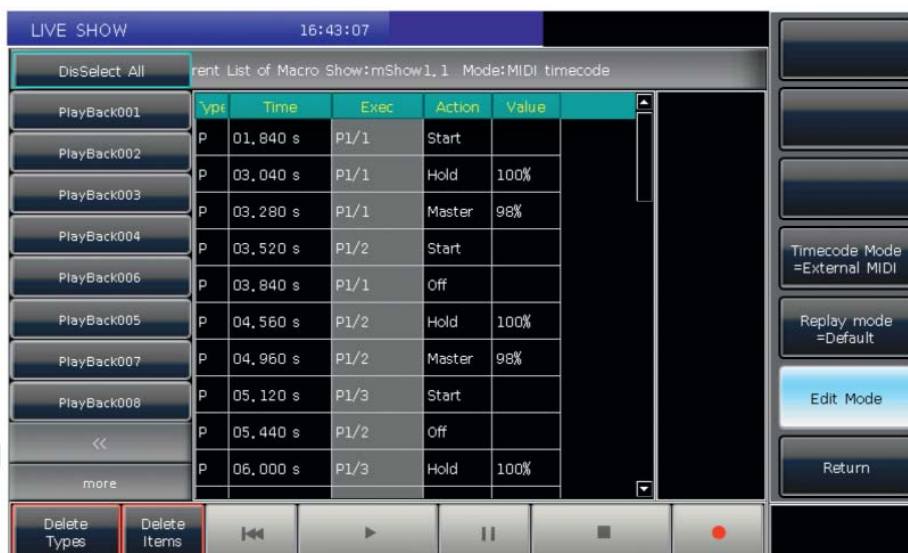 LIVE SHOW 16:43:07
DisSelect All
rent List of Macro Show:mShow1.1 Mode:MIDI timecode
PlayBack001
PlayBack002
PlayBack003
PlayBack004
PlayBack006
PlayBack005
PlayBack007
PlayBack008
<<
more
Type Time Exec Action Value
P 01.840 s P1/1 Start
P 03.040 s P1/1 Hold 100%
P 03.280 s P1/1 Master 98%
P 03.520 s P1/2 Start
P 03.840 s P1/1 Off
P 04.560 s P1/2 Hold 100%
P 04.960 s P1/2 Master 98%
P 05.120 s P1/3 Start
P 05.440 s P1/2 Off
P 06.000 s P1/3 Hold 100%
Timecode Mode
=External MIDI
Replay mode
=Default
Edit Mode
Return
Delete
Types
Delete
Items